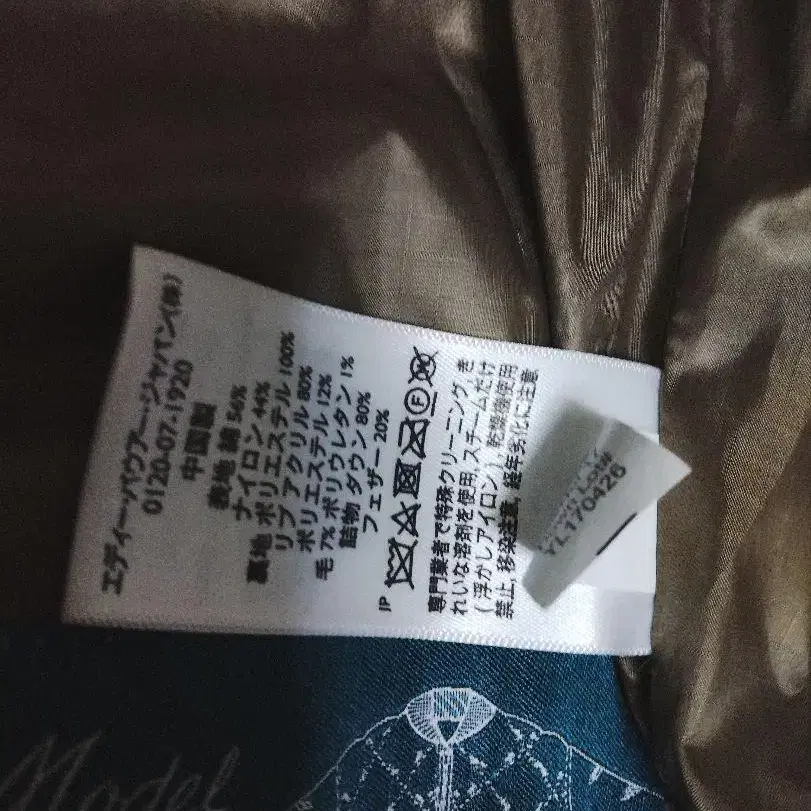 エディー・バウアー・ジャパン(株)
0120-07-1920
中国製
表地 綿 56%
ナイロン 44%
裏地 ポリエステル 100%
リブ アクリル 80%
ポリエステル 12%
毛 7% ポリウレタン 1%
詰物 ダウン 80%
フェザー 20%
JP
F
専門業者で特殊クリーニング, き
れいな溶剤を使用, スチームだけ
(浮かしアイロン), 乾燥機使用
禁止, 移染注意, 経年劣化に注意
YL170426
Model